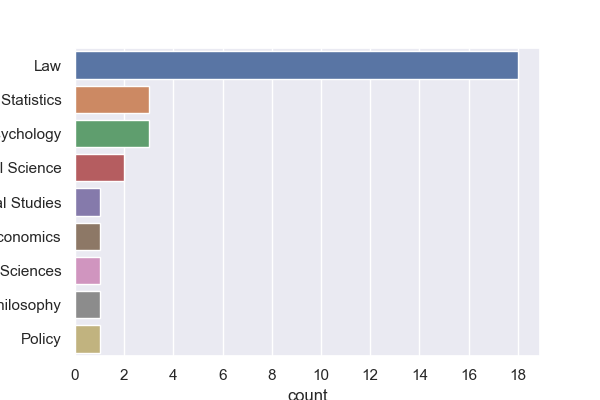 Law
Statistics
ychology
l Science
al Studies
conomics
Sciences
hilosophy
Policy
0 2 4 6 8 10 12 14 16 18
count